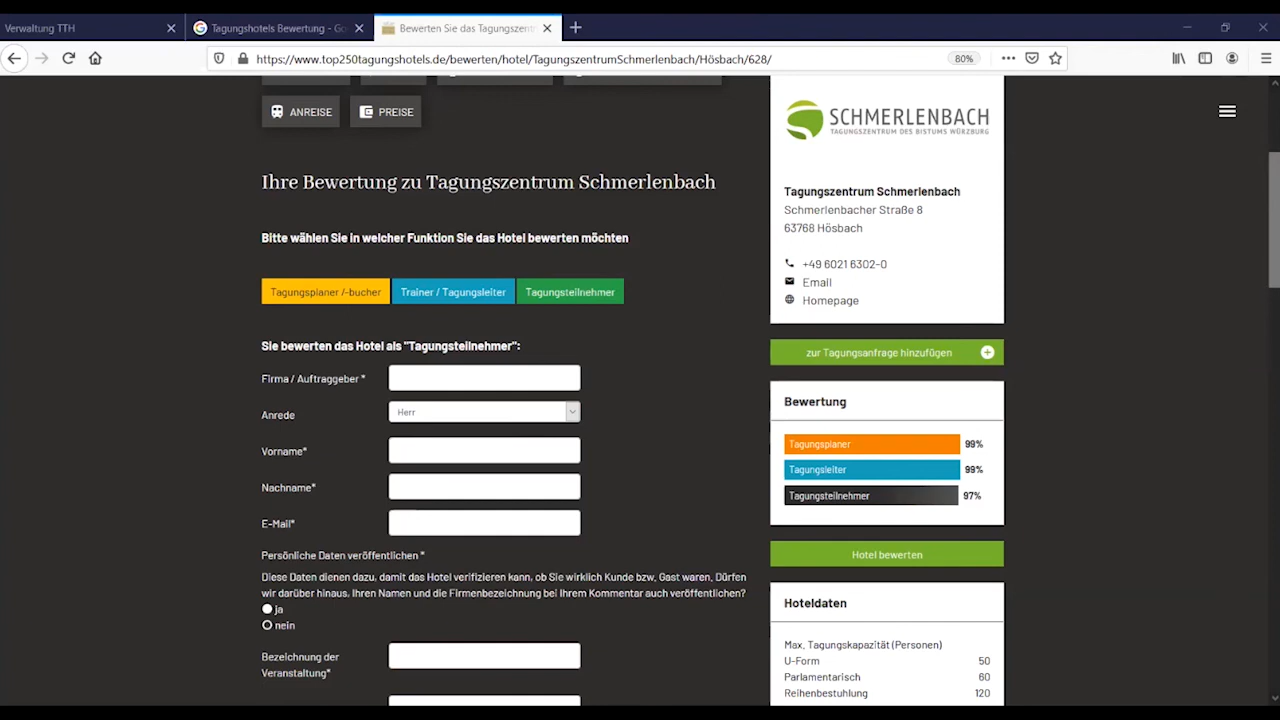 Verwaltung TTH
Tagungshotels Bewertung - Go
Bewerten Sie das Tagungszentr
https://www.top250tagungshotels.de/bewerten/hotel/TagungszentrumSchmerlenbach/Hösbach/628/
80%
ANREISE
PREISE
Ihre Bewertung zu Tagungszentrum Schmerlenbach
Bitte wählen Sie in welcher Funktion Sie das Hotel bewerten möchten
Tagungsplaner /-bucher
Trainer / Tagungsleiter
Tagungsteilnehmer
Sie bewerten das Hotel als "Tagungsteilnehmer":
Firma / Auftraggeber *
Anrede
Herr
Vorname*
Nachname*
E-Mail*
Persönliche Daten veröffentlichen *
Diese Daten dienen dazu, damit das Hotel verifizieren kann, ob Sie wirklich Kunde bzw. Gast waren. Dürfen
wir darüber hinaus, Ihren Namen und die Firmenbezeichnung bei Ihrem Kommentar auch veröffentlichen?
ja
nein
Bezeichnung der
Veranstaltung*
SCHMERLENBACH
TAGUNGSZENTRUM DES BISTUMS WÜRZBURG
Tagungszentrum Schmerlenbach
Schmerlenbacher Straße 8
63768 Hösbach
+49 6021 6302-0
Email
Homepage
zur Tagungsanfrage hinzufügen
Bewertung
Tagungsplaner 99%
Tagungsleiter 99%
Tagungsteilnehmer 97%
Hotel bewerten
Hoteldaten
Max. Tagungskapazität (Personen)
U-Form 50
Parlamentarisch 60
Reihenbestuhlung 120